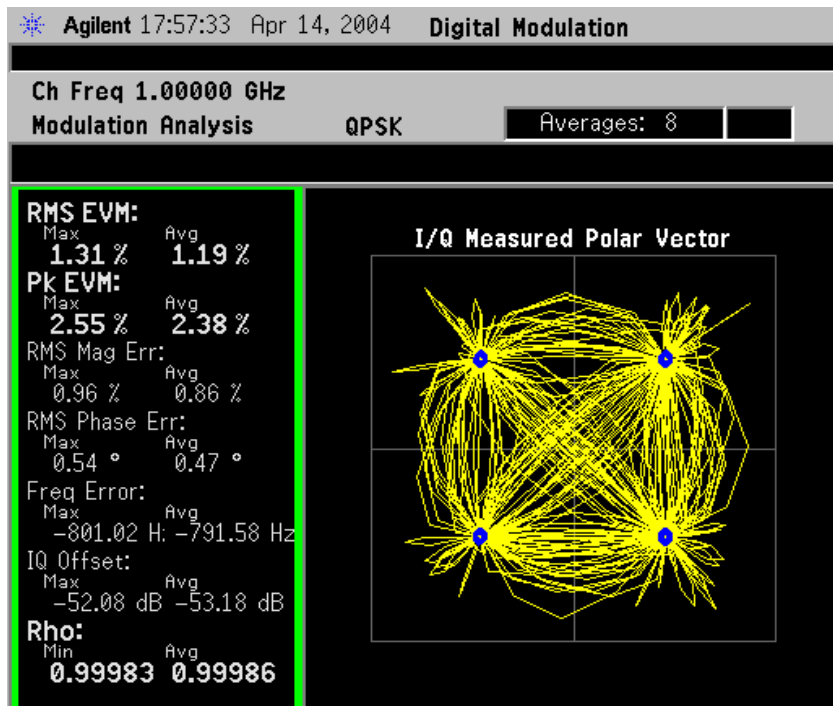 Agilent 17:57:33 Apr 14, 2004 Digital Modulation
Ch Freq 1.00000 GHz
Modulation Analysis QPSK Averages: 8
RMS EVM:
Max Avg
1.31 % 1.19 %
Pk EVM:
Max Avg
2.55 % 2.38 %
RMS Mag Err:
Max Avg
0.96 % 0.86 %
RMS Phase Err:
Max Avg
0.54 ° 0.47 °
Freq Error:
Max Avg
-801.02 H: -791.58 Hz
IQ Offset:
Max Avg
-52.08 dB -53.18 dB
Rho:
Min Avg
0.99983 0.99986
I/Q Measured Polar Vector